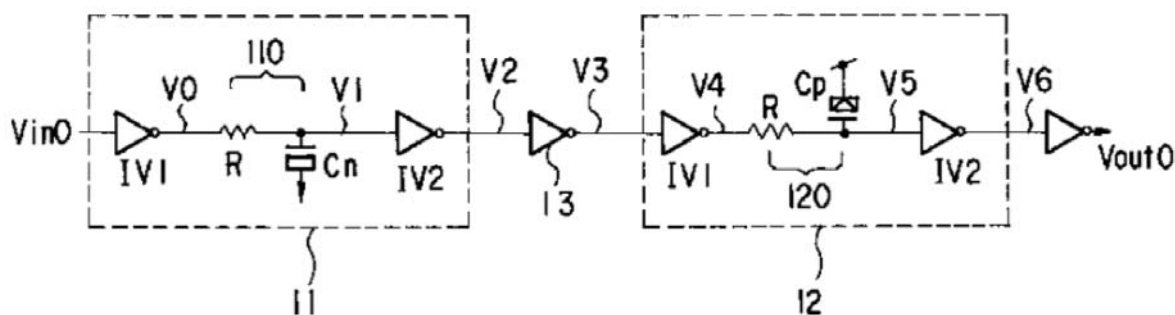 110
Cp
V0 V1 V2 V3 V4 R V5 V6
Vin0
Vout0
IV1 R Cn IV2 13 IV1 120 IV2
11 12